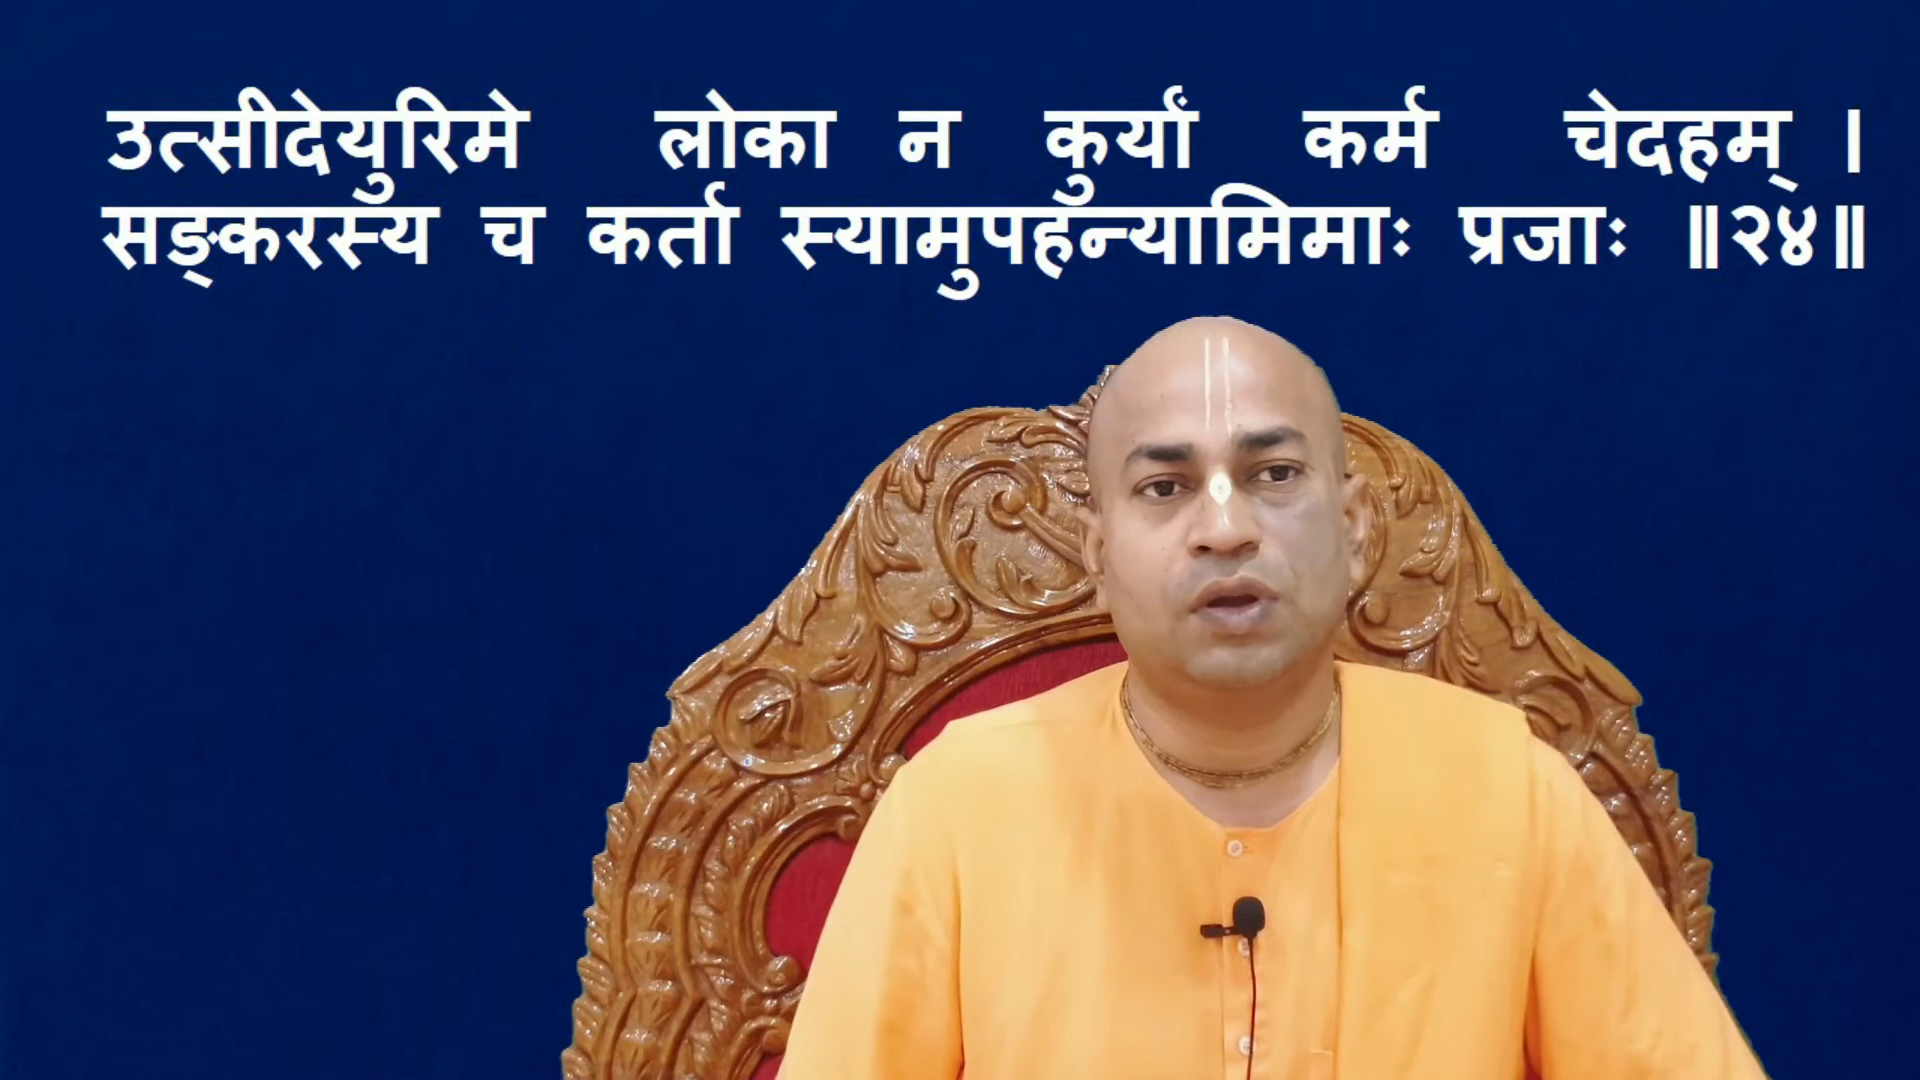 उत्सीदेयुरिमे लोका न कुर्यां कर्म चेदहम् ।
सङ्करस्य च कर्ता स्यामुपहन्यामिमाः प्रजाः ॥२४॥